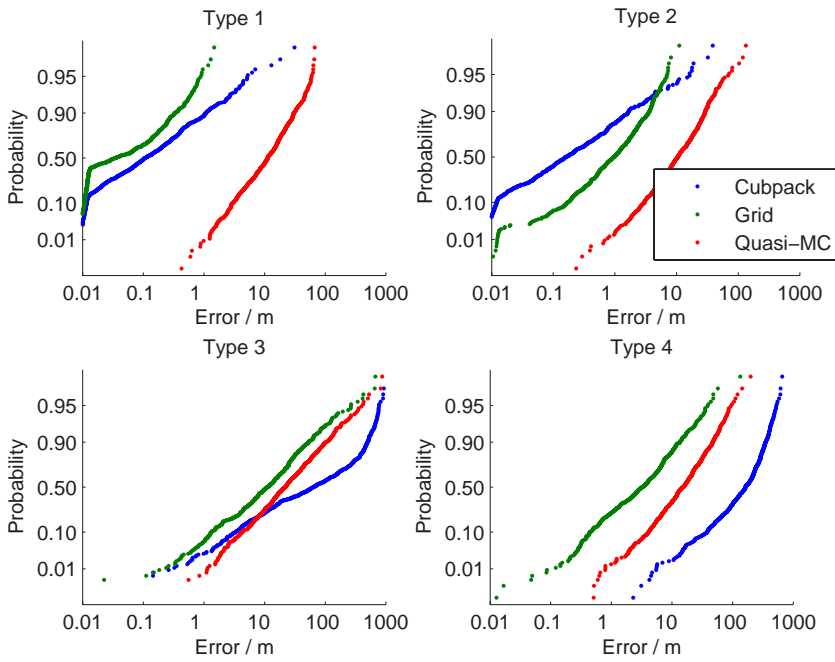 Type 1
Probability
0.95
0.90
0.50
0.10
0.01
0.01
0.1
1
10
100
1000
Error / m
Type 2
Probability
0.95
0.90
0.50
0.10
0.01
0.01
0.1
1
10
100
1000
Error / m
Cubpack
Grid
Quasi−MC
Type 3
Probability
0.95
0.90
0.50
0.10
0.01
0.01
0.1
1
10
100
1000
Error / m
Type 4
Probability
0.95
0.90
0.50
0.10
0.01
0.01
0.1
1
10
100
1000
Error / m